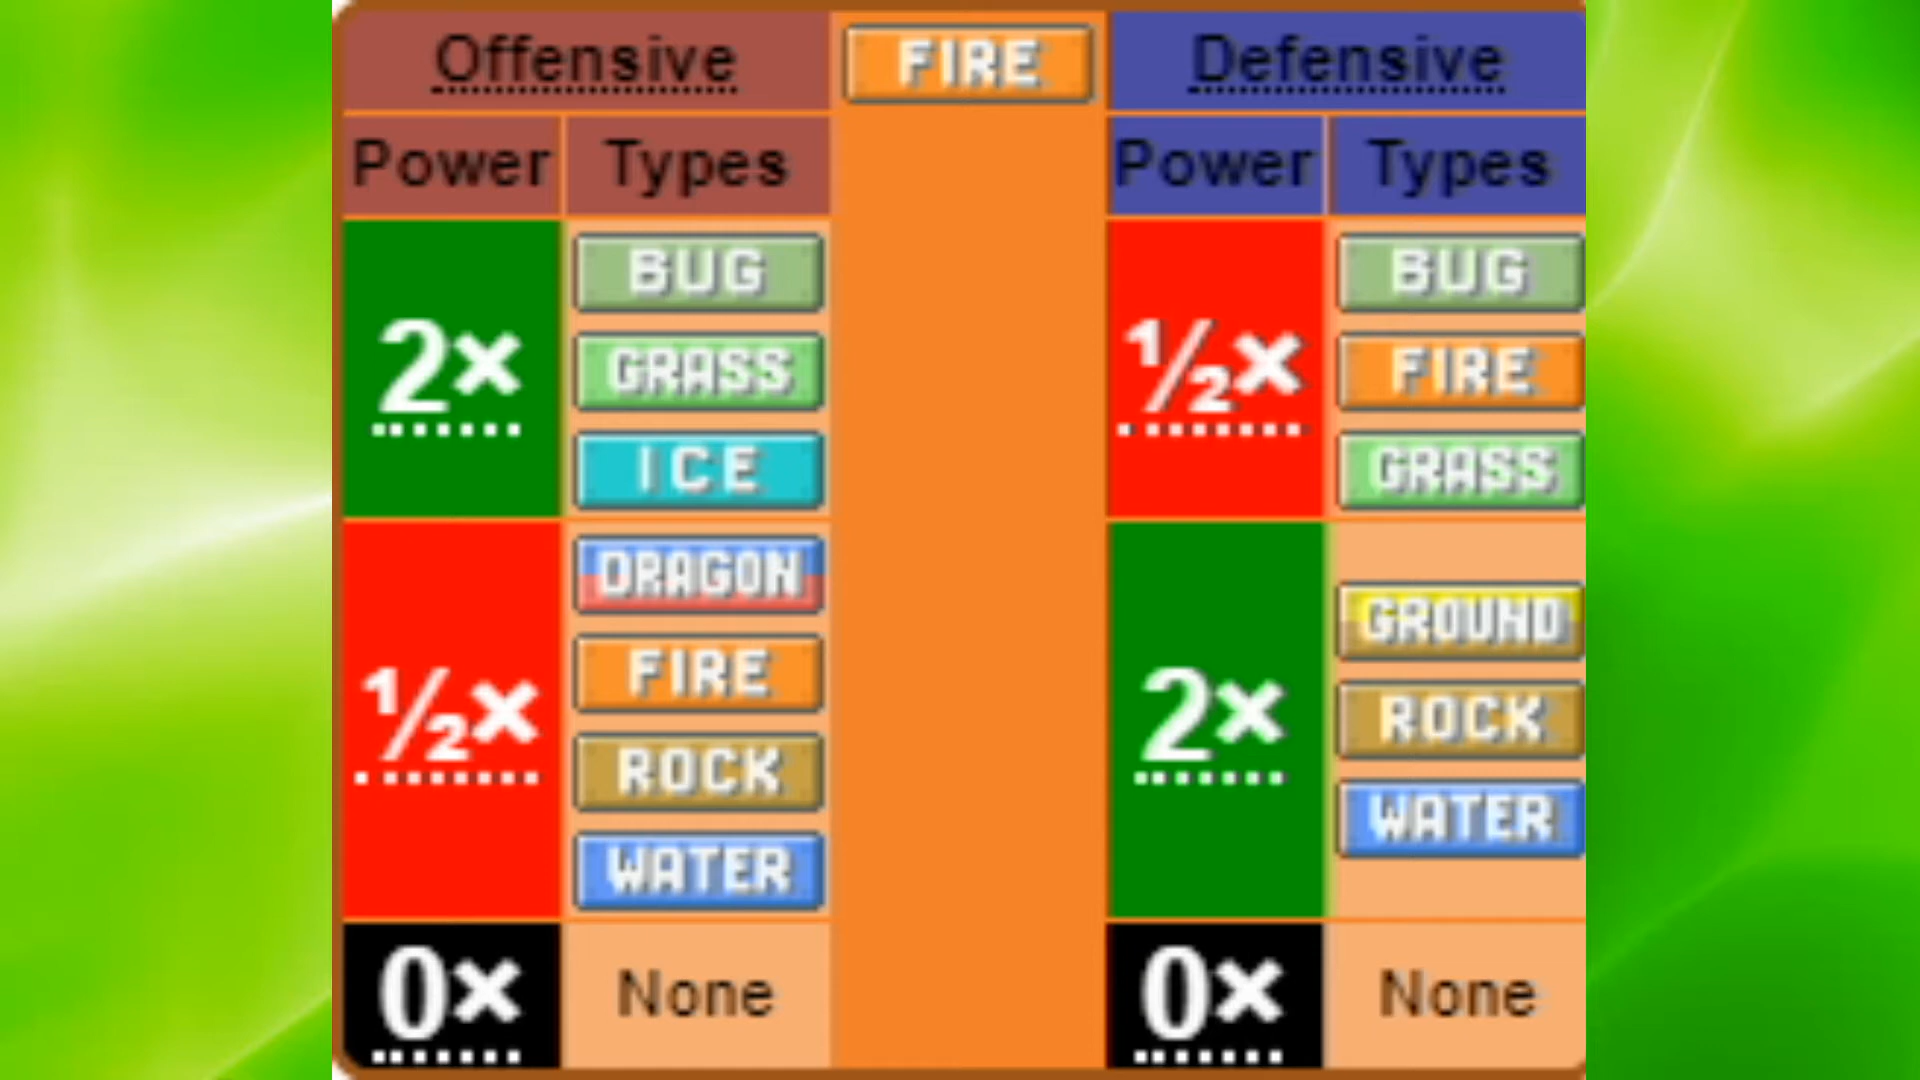 Offensive FIRE Defensive
Power Types Power Types
2× BUG GRASS ICE ½× BUG FIRE GRASS
½× DRAGON FIRE ROCK WATER 2× GROUND ROCK WATER
0× None 0× None